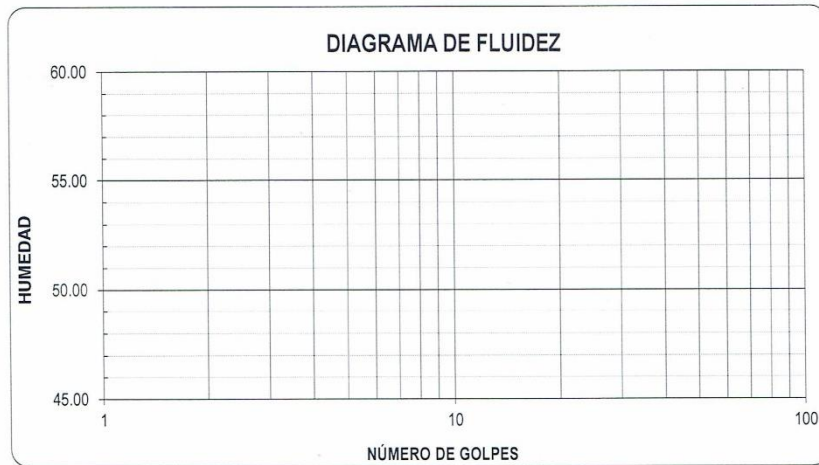 DIAGRAMA DE FLUIDEZ
60.00
55.00
50.00
45.00
HUMEDAD
1 10 100
NÚMERO DE GOLPES